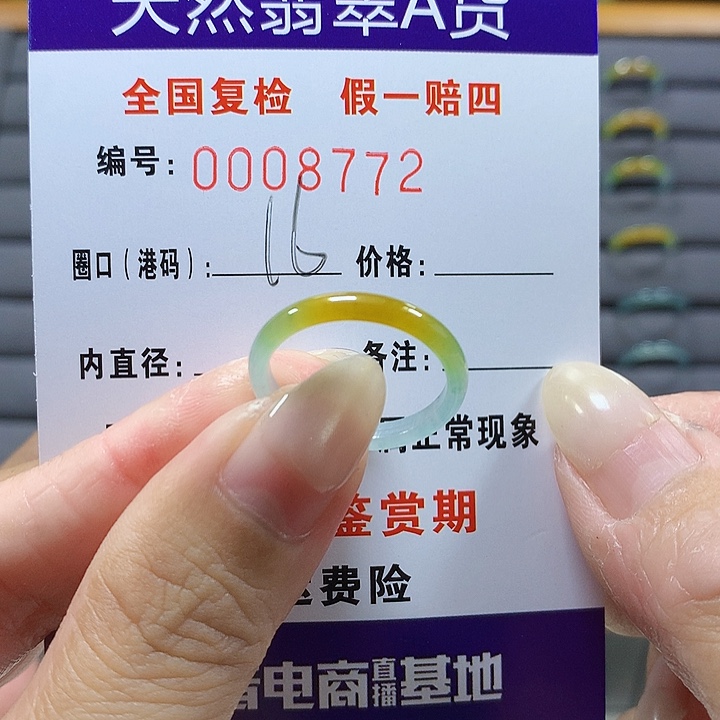 天然翡翠A货
全国复检 假一赔四
编号: 0008772
圈口(港码): 16 价格:
内直径: 备注:
正常现象
鉴赏期
运费险
电商直播基地